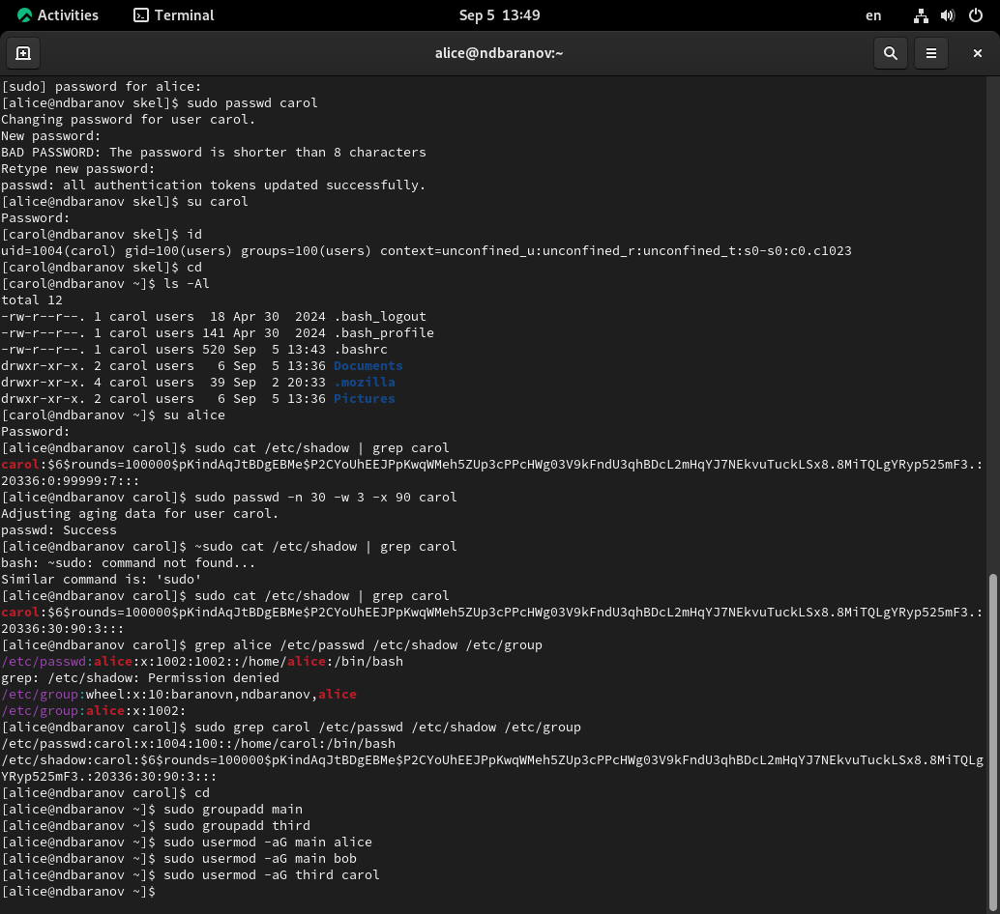 Activities
Terminal
Sep 5 13:49
en
alice@ndbaranov:~
[sudo] password for alice:
[alice@ndbaranov skel]$ sudo passwd carol
Changing password for user carol.
New password:
BAD PASSWORD: The password is shorter than 8 characters
Retype new password:
passwd: all authentication tokens updated successfully.
[alice@ndbaranov skel]$ su carol
Password:
[carol@ndbaranov skel]$ id
uid=1004(carol) gid=100(users) groups=100(users) context=unconfined_u:unconfined_r:unconfined_t:s0-s0:c0.c1023
[carol@ndbaranov skel]$ cd
[carol@ndbaranov ~]$ ls -Al
total 12
-rw-r--r--. 1 carol users  18 Apr 30  2024 .bash_logout
-rw-r--r--. 1 carol users 141 Apr 30  2024 .bash_profile
-rw-r--r--. 1 carol users 520 Sep  5 13:43 .bashrc
drwxr-xr-x. 2 carol users   6 Sep  5 13:36 Documents
drwxr-xr-x. 4 carol users  39 Sep  2 20:33 .mozilla
drwxr-xr-x. 2 carol users   6 Sep  5 13:36 Pictures
[carol@ndbaranov ~]$ su alice
Password:
[alice@ndbaranov carol]$ sudo cat /etc/shadow | grep carol
carol:$6$rounds=100000$pKindAqJtBDgEBMe$P2CYoUhEEJPpKwqWMeh5ZUp3cPPcHWg03V9kFndU3qhBDcL2mHqYJ7NEkvuTuckLSx8.8MiTQLgYRyp525mF3.:
20336:0:99999:7:::
[alice@ndbaranov carol]$ sudo passwd -n 30 -w 3 -x 90 carol
Adjusting aging data for user carol.
passwd: Success
[alice@ndbaranov carol]$ ~sudo cat /etc/shadow | grep carol
bash: ~sudo: command not found...
Similar command is: 'sudo'
[alice@ndbaranov carol]$ sudo cat /etc/shadow | grep carol
carol:$6$rounds=100000$pKindAqJtBDgEBMe$P2CYoUhEEJPpKwqWMeh5ZUp3cPPcHWg03V9kFndU3qhBDcL2mHqYJ7NEkvuTuckLSx8.8MiTQLgYRyp525mF3.:
20336:30:90:3:::
[alice@ndbaranov carol]$ grep alice /etc/passwd /etc/shadow /etc/group
/etc/passwd:alice:x:1002:1002::/home/alice:/bin/bash
grep: /etc/shadow: Permission denied
/etc/group:wheel:x:10:baranovn,ndbaranov,alice
/etc/group:alice:x:1002:
[alice@ndbaranov carol]$ sudo grep carol /etc/passwd /etc/shadow /etc/group
/etc/passwd:carol:x:1004:100::/home/carol:/bin/bash
/etc/shadow:carol:$6$rounds=100000$pKindAqJtBDgEBMe$P2CYoUhEEJPpKwqWMeh5ZUp3cPPcHWg03V9kFndU3qhBDcL2mHqYJ7NEkvuTuckLSx8.8MiTQLg
YRyp525mF3.:20336:30:90:3:::
[alice@ndbaranov carol]$ cd
[alice@ndbaranov ~]$ sudo groupadd main
[alice@ndbaranov ~]$ sudo groupadd third
[alice@ndbaranov ~]$ sudo usermod -aG main alice
[alice@ndbaranov ~]$ sudo usermod -aG main bob
[alice@ndbaranov ~]$ sudo usermod -aG third carol
[alice@ndbaranov ~]$